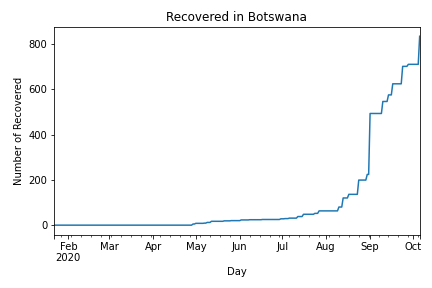 Recovered in Botswana
Number of Recovered
800
600
400
200
0
Feb Mar Apr May Jun Jul Aug Sep Oct
2020
Day